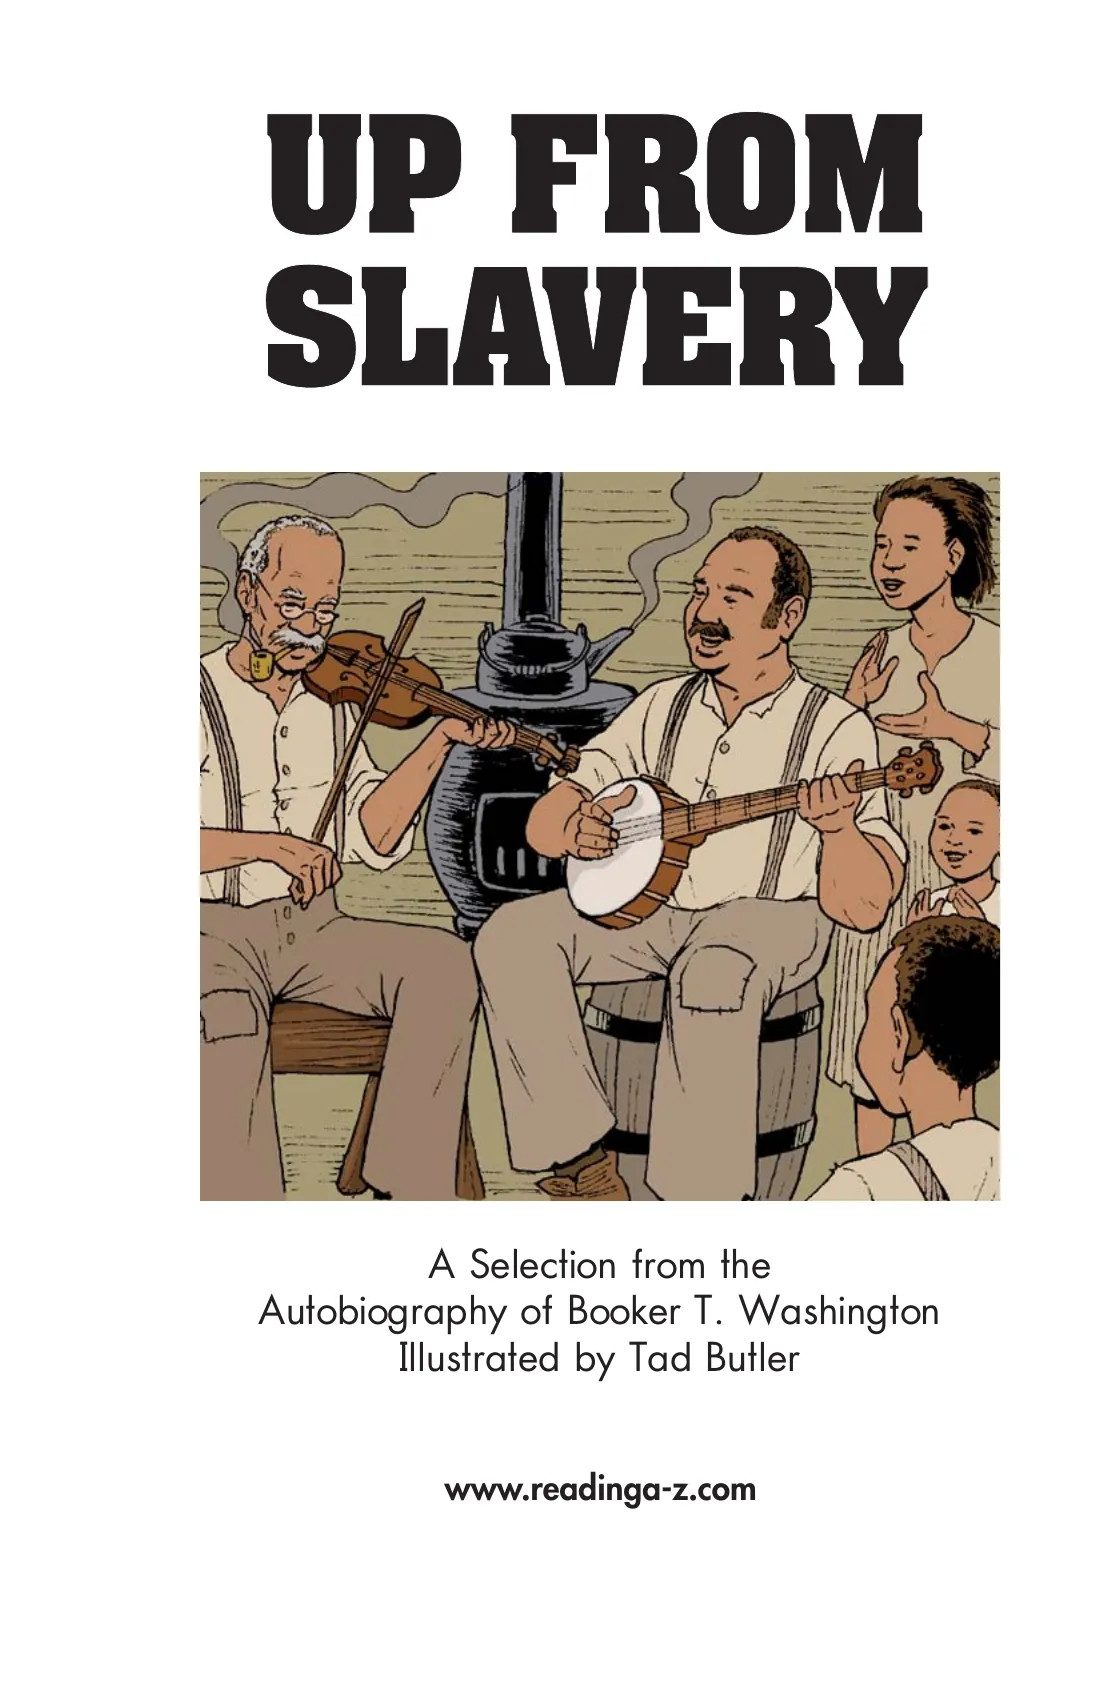 UP FROM
SLAVERY
A Selection from the
Autobiography of Booker T. Washington
Illustrated by Tad Butler
www.readinga-z.com